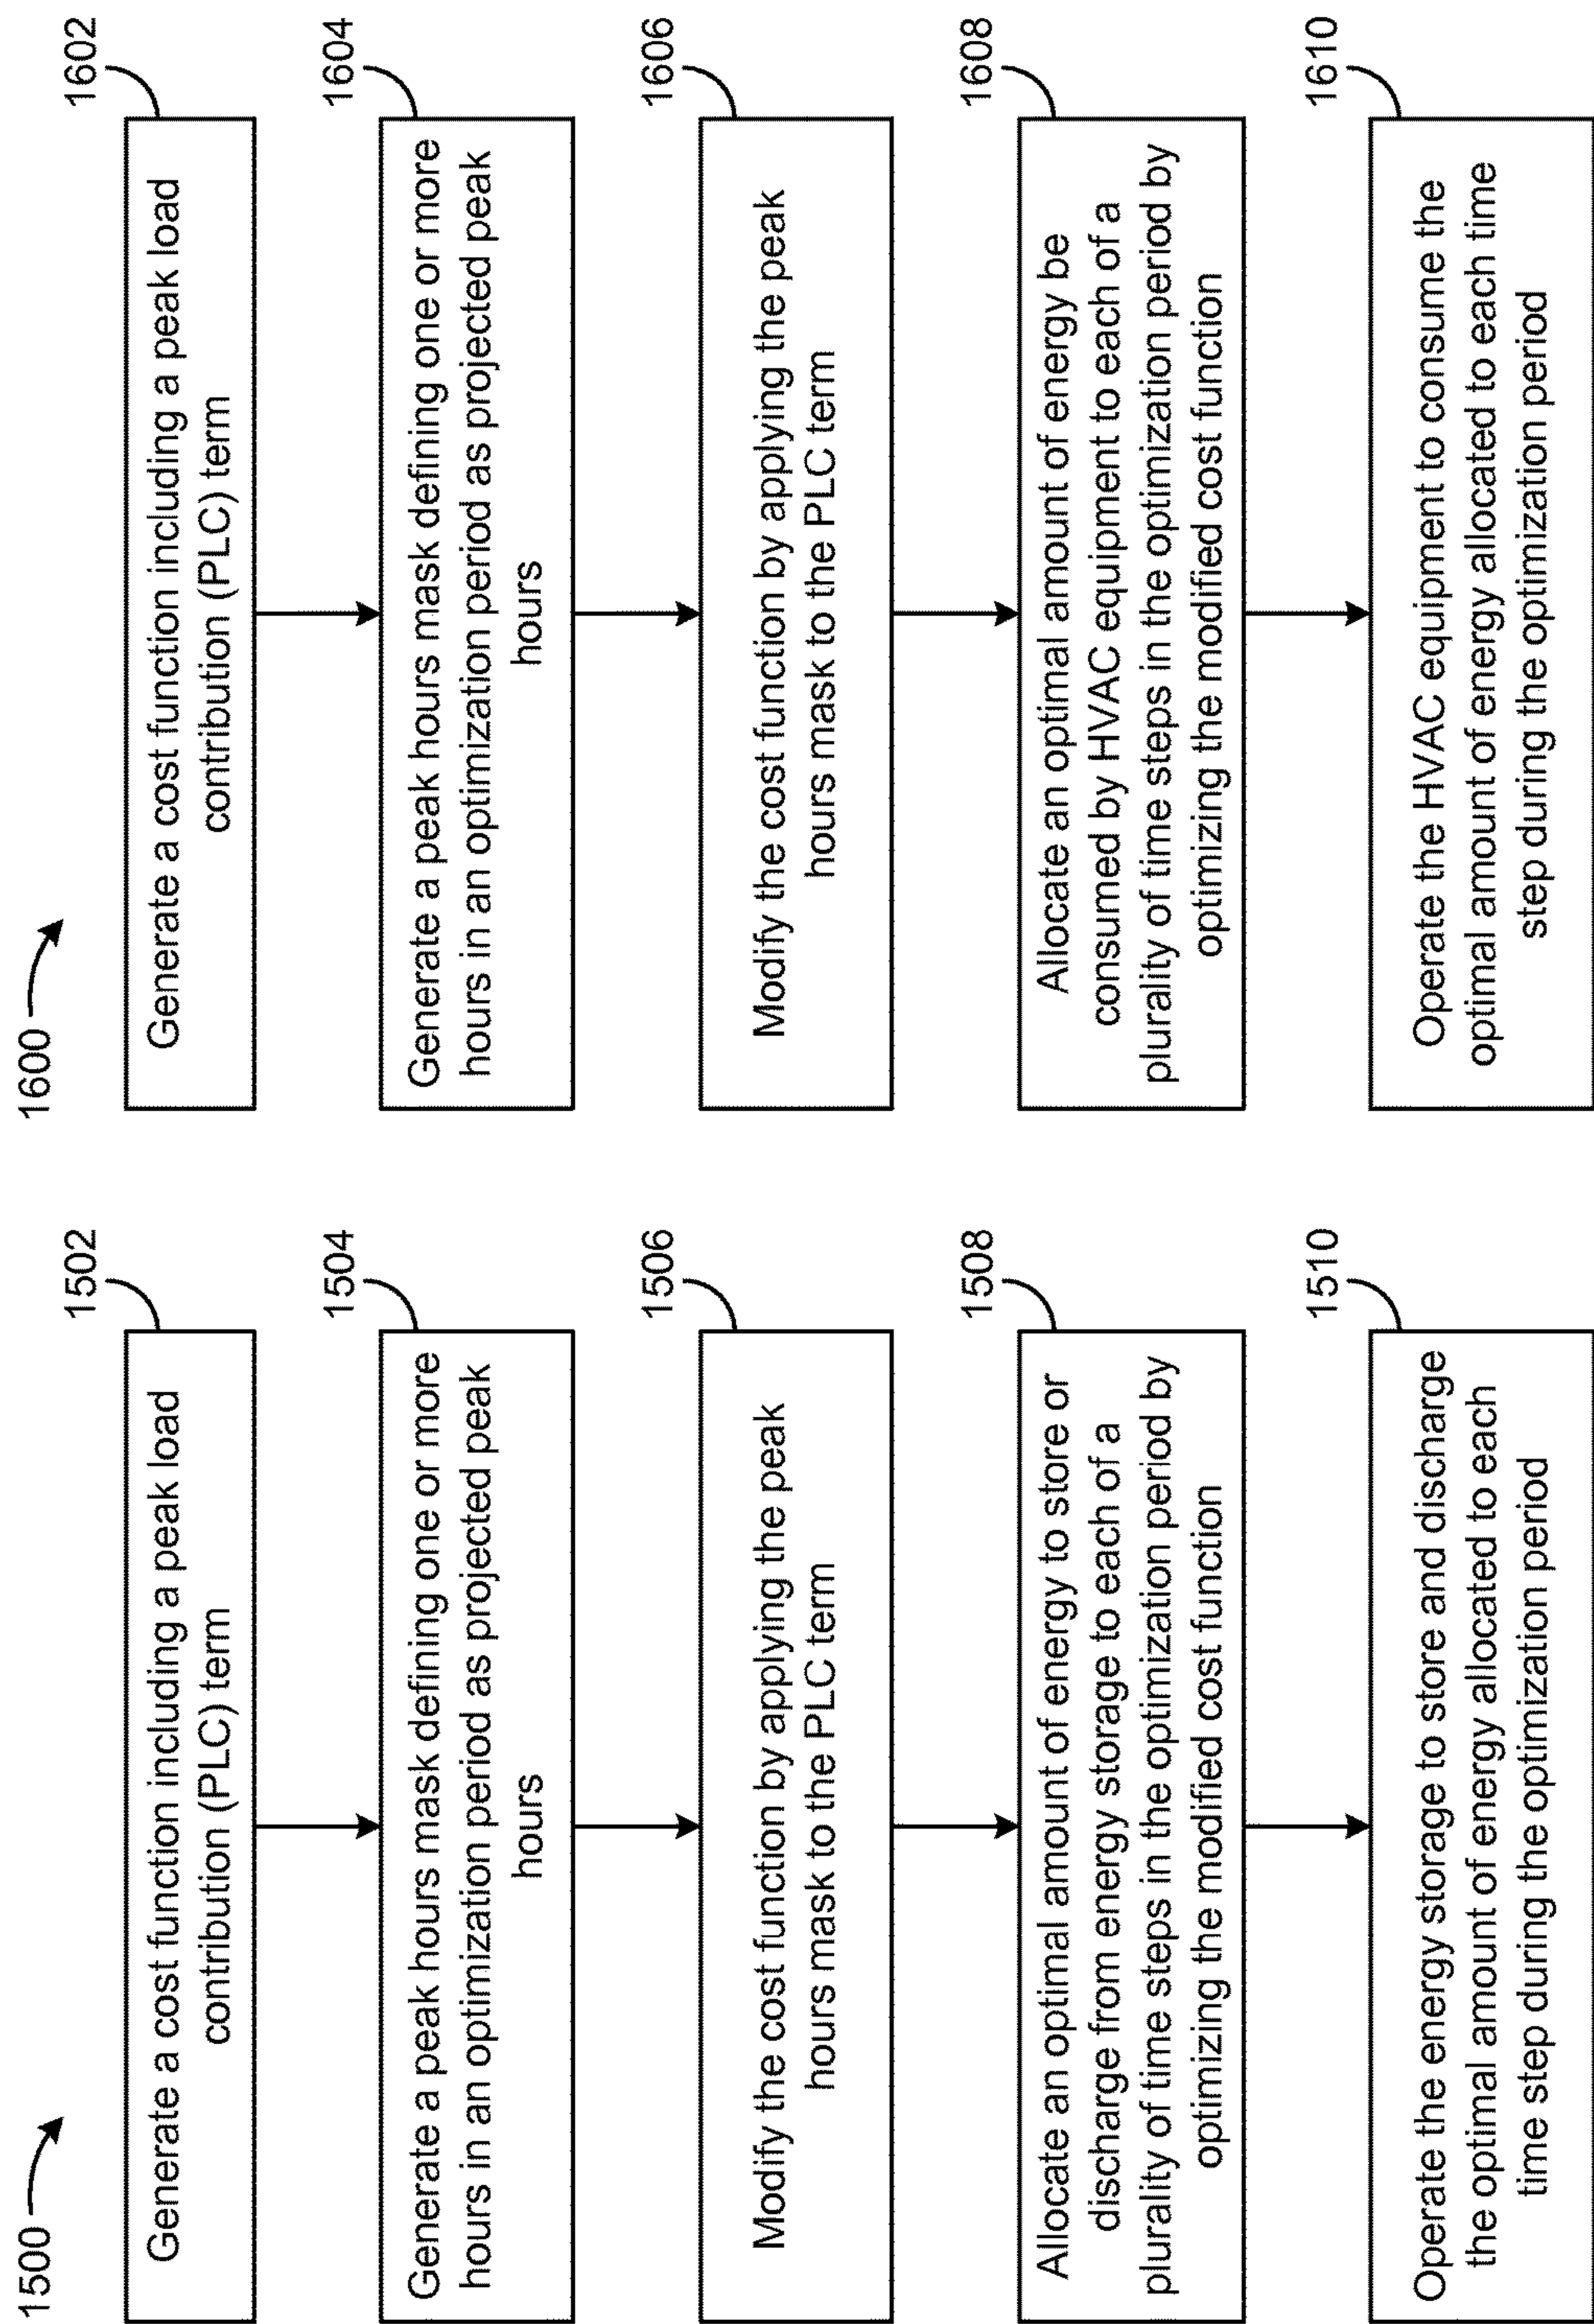 1500
1502
Generate a cost function including a peak load
contribution (PLC) term
1504
Generate a peak hours mask defining one or more
hours in an optimization period as projected peak
hours
1506
Modify the cost function by applying the peak
hours mask to the PLC term
1508
Allocate an optimal amount of energy to store or
discharge from energy storage to each of a
plurality of time steps in the optimization period by
optimizing the modified cost function
1510
Operate the energy storage to store and discharge
the optimal amount of energy allocated to each
time step during the optimization period
1600
1602
Generate a cost function including a peak load
contribution (PLC) term
1604
Generate a peak hours mask defining one or more
hours in an optimization period as projected peak
hours
1606
Modify the cost function by applying the peak
hours mask to the PLC term
1608
Allocate an optimal amount of energy be
consumed by HVAC equipment to each of a
plurality of time steps in the optimization period by
optimizing the modified cost function
1610
Operate the HVAC equipment to consume the
optimal amount of energy allocated to each time
step during the optimization period